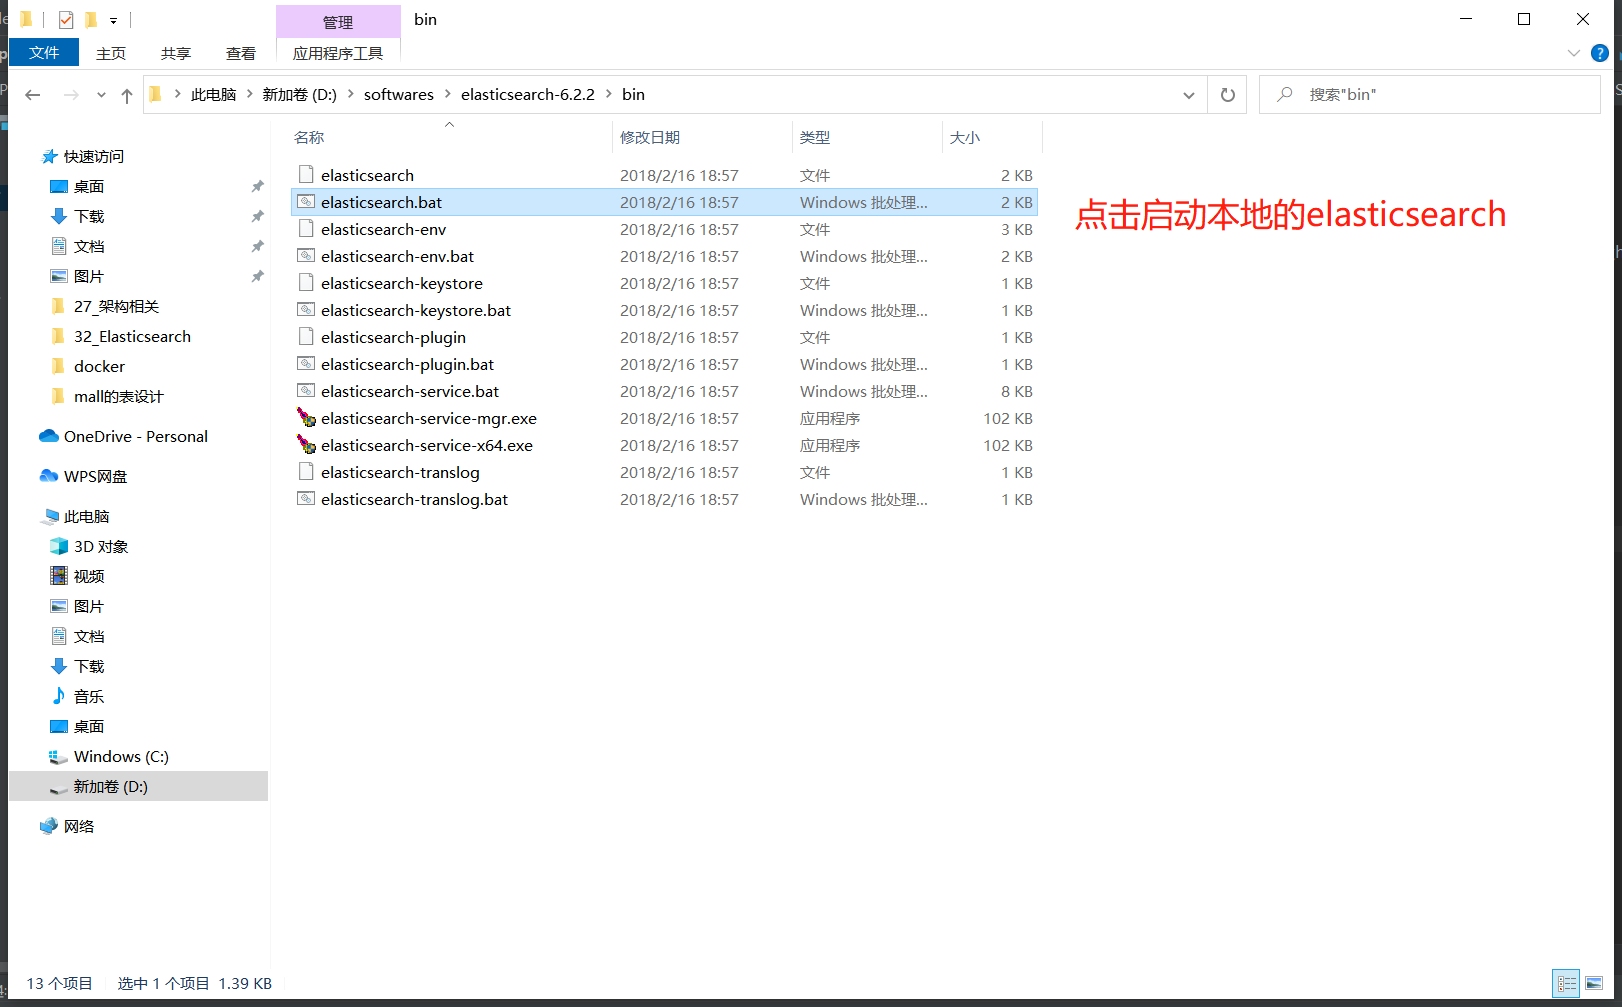 管理
bin
文件
主页
共享
查看
应用程序工具
此电脑
新加卷 (D:)
softwares
elasticsearch-6.2.2
bin
搜索"bin"
快速访问
桌面
下载
文档
图片
27_架构相关
32_Elasticsearch
docker
mall的表设计
OneDrive - Personal
WPS网盘
此电脑
3D 对象
视频
图片
文档
下载
音乐
桌面
Windows (C:)
新加卷 (D:)
网络
名称 修改日期 类型 大小
elasticsearch 2018/2/16 18:57 文件 2 KB
elasticsearch.bat 2018/2/16 18:57 Windows 批处理... 2 KB
elasticsearch-env 2018/2/16 18:57 文件 3 KB
elasticsearch-env.bat 2018/2/16 18:57 Windows 批处理... 2 KB
elasticsearch-keystore 2018/2/16 18:57 文件 1 KB
elasticsearch-keystore.bat 2018/2/16 18:57 Windows 批处理... 1 KB
elasticsearch-plugin 2018/2/16 18:57 文件 1 KB
elasticsearch-plugin.bat 2018/2/16 18:57 Windows 批处理... 1 KB
elasticsearch-service.bat 2018/2/16 18:57 Windows 批处理... 8 KB
elasticsearch-service-mgr.exe 2018/2/16 18:57 应用程序 102 KB
elasticsearch-service-x64.exe 2018/2/16 18:57 应用程序 102 KB
elasticsearch-translog 2018/2/16 18:57 文件 1 KB
elasticsearch-translog.bat 2018/2/16 18:57 Windows 批处理... 1 KB
点击启动本地的elasticsearch
13 个项目 选中 1 个项目 1.39 KB